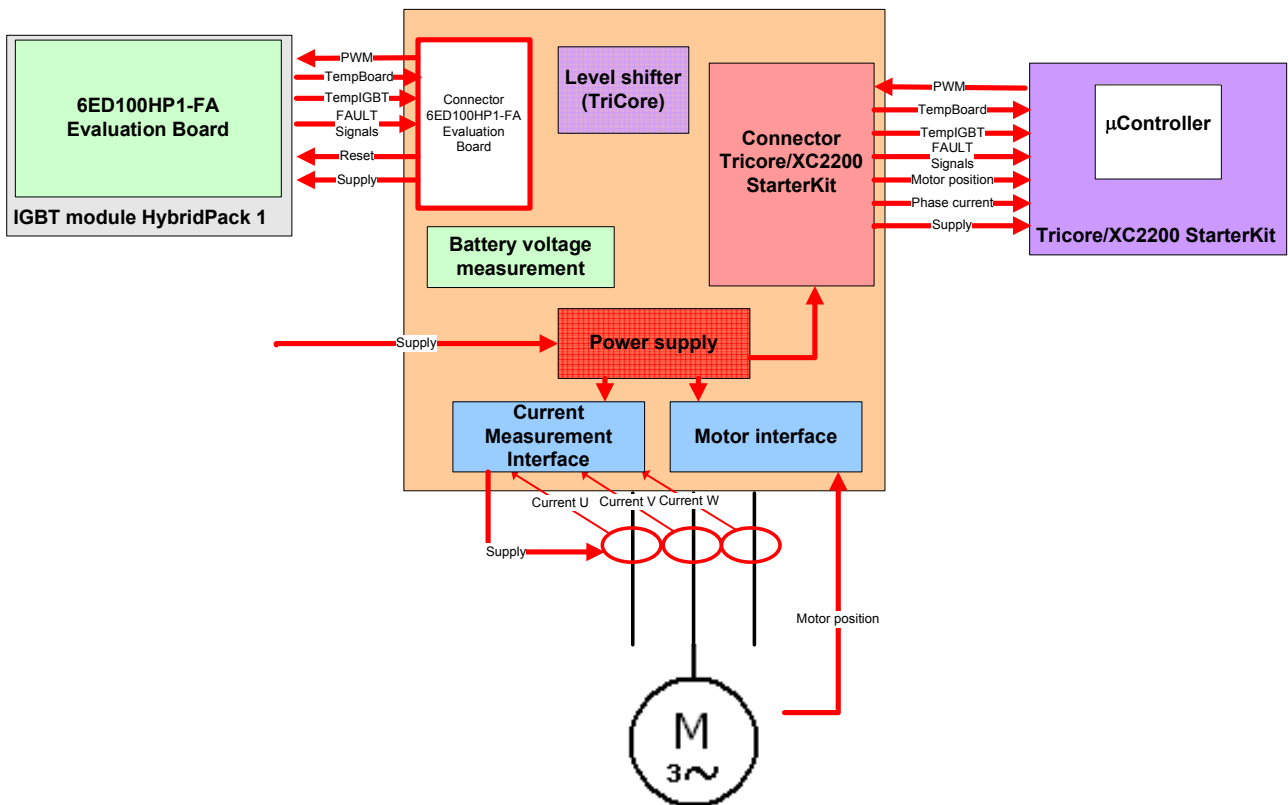 6ED100HP1-FA
Evaluation Board
IGBT module HybridPack 1
PWM
TempBoard
TempIGBT
FAULT
Signals
Reset
Supply
Connector
6ED100HP1-FA
Evaluation
Board
Level shifter
(TriCore)
Battery voltage
measurement
Connector
Tricore/XC2200
StarterKit
PWM
TempBoard
TempIGBT
FAULT
Signals
Motor position
Phase current
Supply
µController
Tricore/XC2200 StarterKit
Supply
Power supply
Current
Measurement
Interface
Motor interface
Current U
Current V
Current W
Supply
Motor position
M
3~